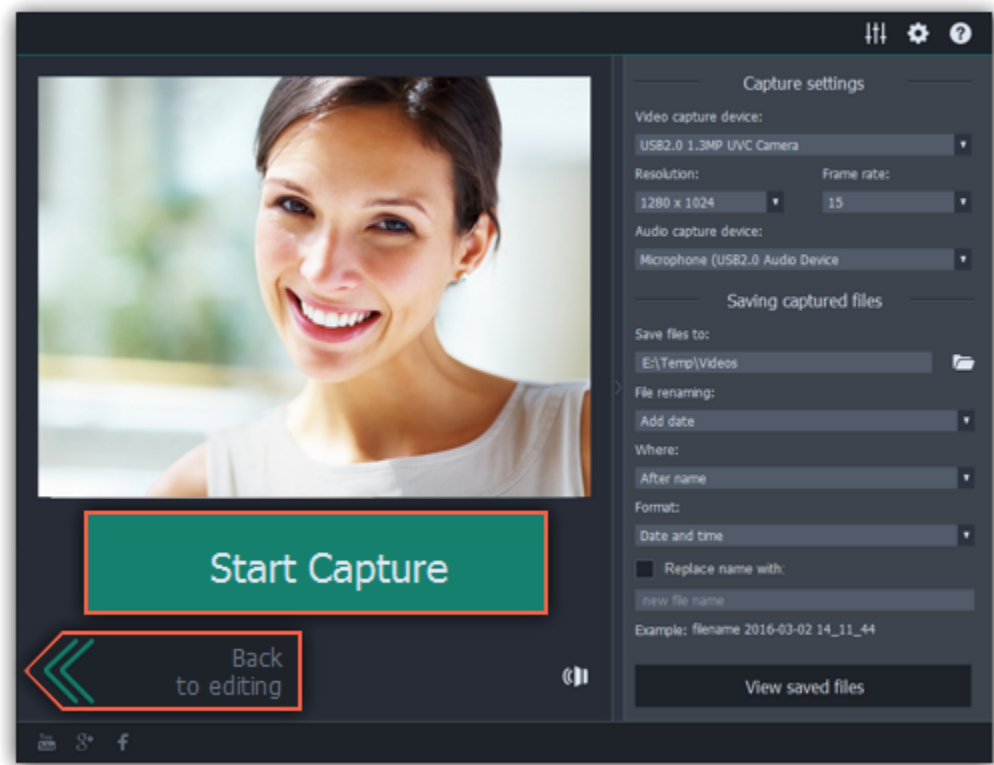 Capture settings
Video capture device:
USB2.0 1.3MP UVC Camera
Resolution: Frame rate:
1280 x 1024 15
Audio capture device:
Microphone (USB2.0 Audio Device
Saving captured files
Save files to:
E:\Temp\Videos
File renaming:
Add date
Where:
After name
Format:
Date and time
Replace name with:
new file name
Example: filename 2016-03-02 14_11_44
View saved files
Start Capture
Back
to editing